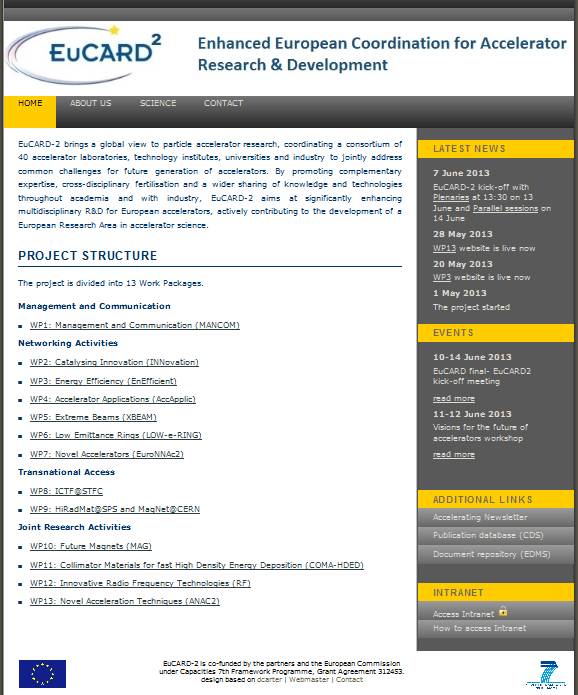 EuCARD²
Enhanced European Coordination for Accelerator
Research & Development
HOME ABOUT US SCIENCE CONTACT
EuCARD-2 brings a global view to particle accelerator research, coordinating a consortium of
40 accelerator laboratories, technology institutes, universities and industry to jointly address
common challenges for future generation of accelerators. By promoting complementary
expertise, cross-disciplinary fertilisation and a wider sharing of knowledge and technologies
throughout academia and with industry, EuCARD-2 aims at significantly enhancing
multidisciplinary R&D for European accelerators, actively contributing to the development of a
European Research Area in accelerator science.
PROJECT STRUCTURE
The project is divided into 13 Work Packages.
Management and Communication
WP1: Management and Communication (MANCOM)
Networking Activities
WP2: Catalysing Innovation (INNovation)
WP3: Energy Efficiency (EnEfficient)
WP4: Accelerator Applications (AccApplic)
WP5: Extreme Beams (XBEAM)
WP6: Low Emittance Rings (LOW-e-RING)
WP7: Novel Accelerators (EuroNNAc2)
Transnational Access
WP8: ICTF@STFC
WP9: HiRadMat@SPS and MagNet@CERN
Joint Research Activities
WP10: Future Magnets (MAG)
WP11: Collimator Materials for fast High Density Energy Deposition (COMA-HDED)
WP12: Innovative Radio Frequency Technologies (RF)
WP13: Novel Acceleration Techniques (ANAC2)
LATEST NEWS
7 June 2013
EuCARD-2 kick-off with
Plenaries at 13:30 on 13
June and Parallel sessions on
14 June
28 May 2013
WP13 website is live now
20 May 2013
WP3 website is live now
1 May 2013
The project started
EVENTS
10-14 June 2013
EuCARD final- EuCARD2
kick-off meeting
read more
11-12 June 2013
Visions for the future of
accelerators workshop
read more
ADDITIONAL LINKS
Accelerating Newsletter
Publication database (CDS)
Document repository (EDMS)
INTRANET
Access Intranet
How to access Intranet
EuCARD-2 is co-funded by the partners and the European Commission
under Capacities 7th Framework Programme, Grant Agreement 312453.
design based on dcarter | Webmaster | Contact